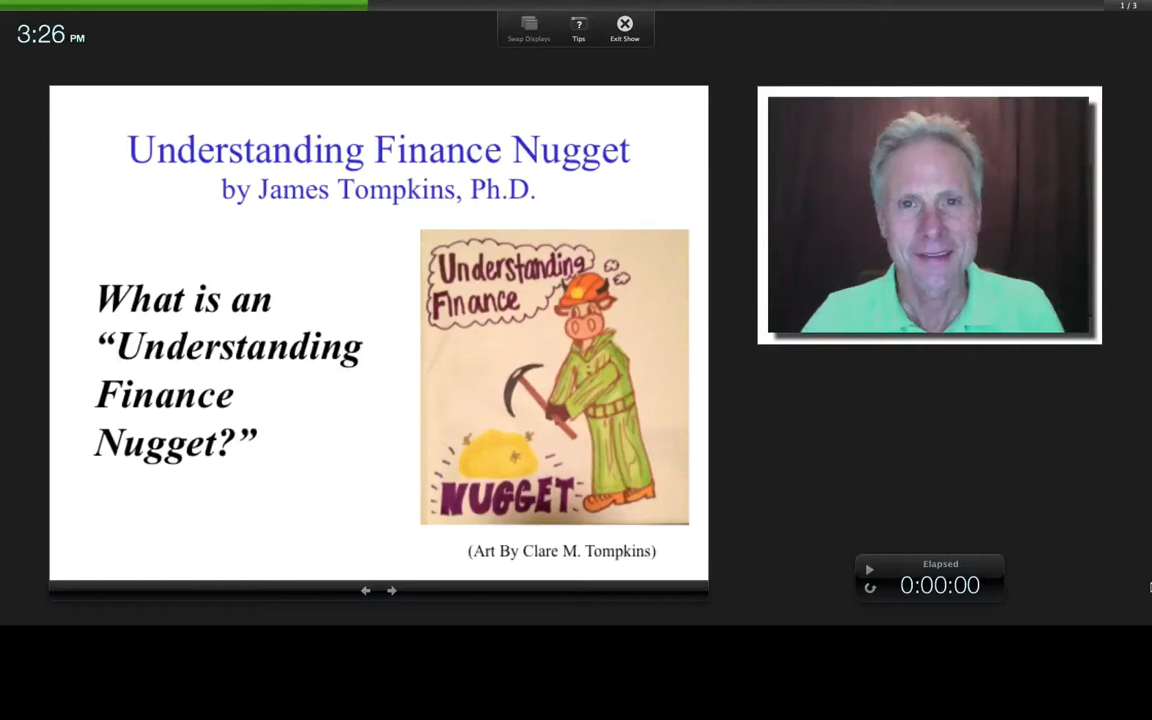 1 / 3
3:26 PM
Swap Displays
Tips
Exit Show
Understanding Finance Nugget
by James Tompkins, Ph.D.
What is an
“Understanding
Finance
Nugget?”
Understanding
Finance
NUGGET
(Art By Clare M. Tompkins)
Elapsed
0:00:00